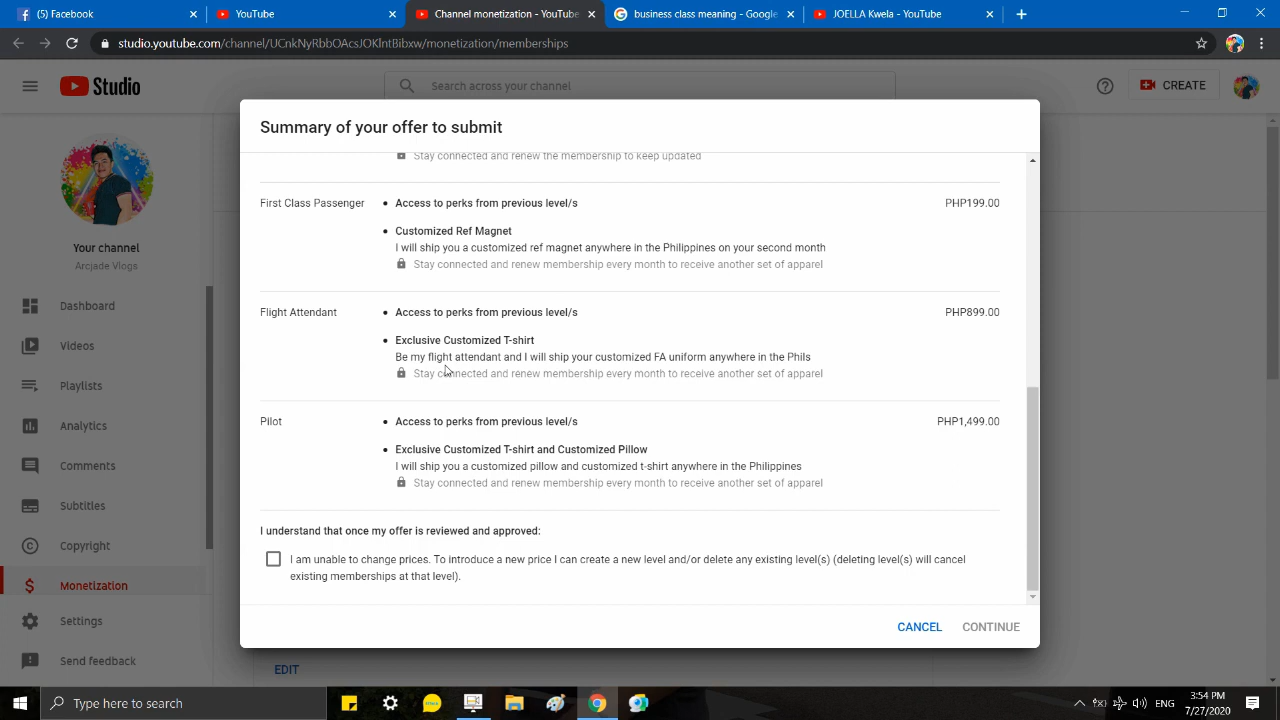 (5) Facebook
YouTube
Channel monetization - YouTube
business class meaning - Google
JOELLA Kwela - YouTube
studio.youtube.com/channel/UCnkNyRbbOAcsJOKlntBibxw/monetization/memberships
Studio
Search across your channel
CREATE
Your channel
Arcjade Vlogs
Dashboard
Videos
Playlists
Analytics
Comments
Subtitles
Copyright
Monetization
Settings
Send feedback
Summary of your offer to submit
Stay connected and renew the membership to keep updated
First Class Passenger
• Access to perks from previous level/s
PHP199.00
• Customized Ref Magnet
I will ship you a customized ref magnet anywhere in the Philippines on your second month
Stay connected and renew membership every month to receive another set of apparel
Flight Attendant
• Access to perks from previous level/s
PHP899.00
• Exclusive Customized T-shirt
Be my flight attendant and I will ship your customized FA uniform anywhere in the Phils
Stay connected and renew membership every month to receive another set of apparel
Pilot
• Access to perks from previous level/s
PHP1,499.00
• Exclusive Customized T-shirt and Customized Pillow
I will ship you a customized pillow and customized t-shirt anywhere in the Philippines
Stay connected and renew membership every month to receive another set of apparel
I understand that once my offer is reviewed and approved:
I am unable to change prices. To introduce a new price I can create a new level and/or delete any existing level(s) (deleting level(s) will cancel
existing memberships at that level).
CANCEL
CONTINUE
EDIT
Type here to search
ENG
3:54 PM
7/27/2020